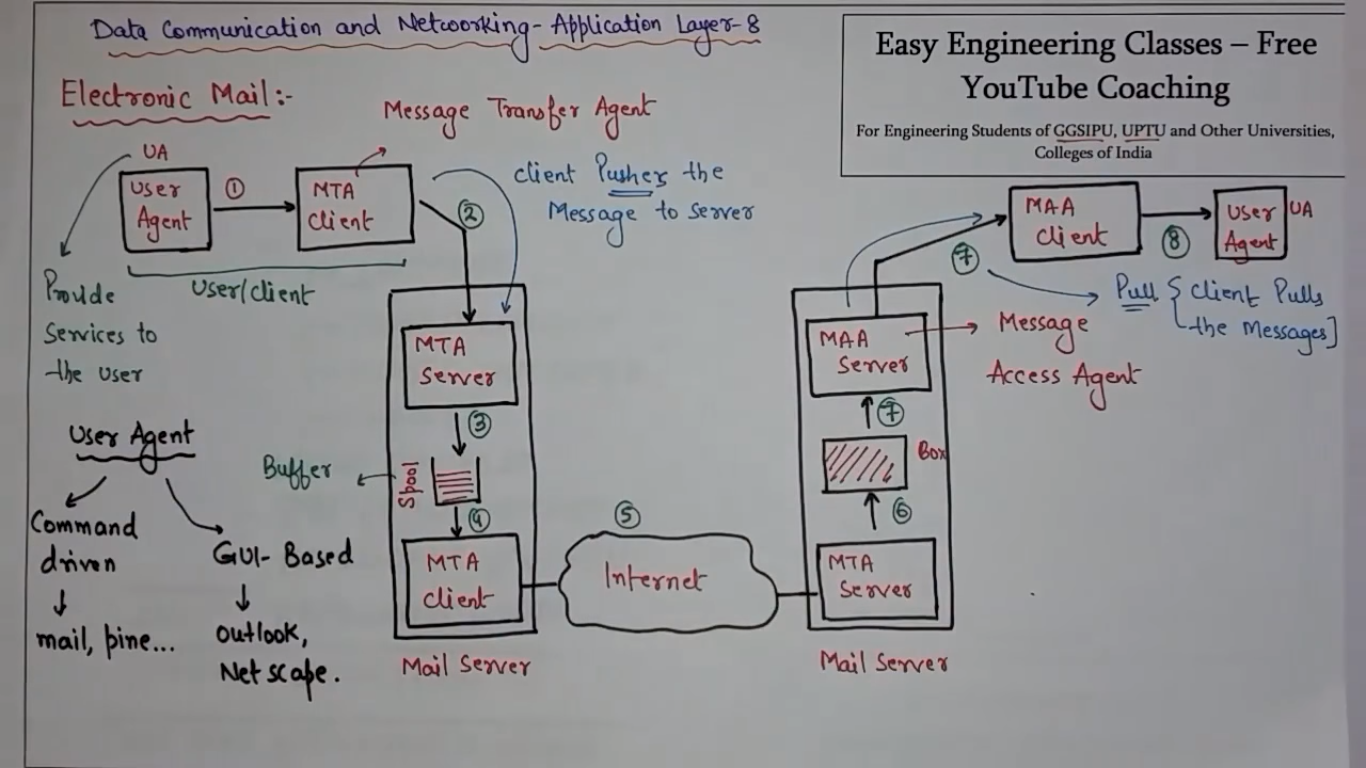 Data Communication and Networking- Application Layer-8
Easy Engineering Classes – Free
YouTube Coaching
For Engineering Students of GGSIPU, UPTU and Other Universities,
Colleges of India
Electronic Mail:-
Message Transfer Agent
UA
User
Agent
①
MTA
Client
②
client Pushes the
Message to server
User/client
Provide
Services to
the user
MTA
Server
③
Buffer
Spool
④
MTA
Client
Mail Server
⑤
Internet
User Agent
Command
driven
mail, pine...
GUI- Based
outlook,
Netscape.
MAA
Client
⑧
User
Agent
UA
⑦
Pull { client Pulls
the Messages]
MAA
Server
Message
Access Agent
⑦
Box
⑥
MTA
Server
Mail Server